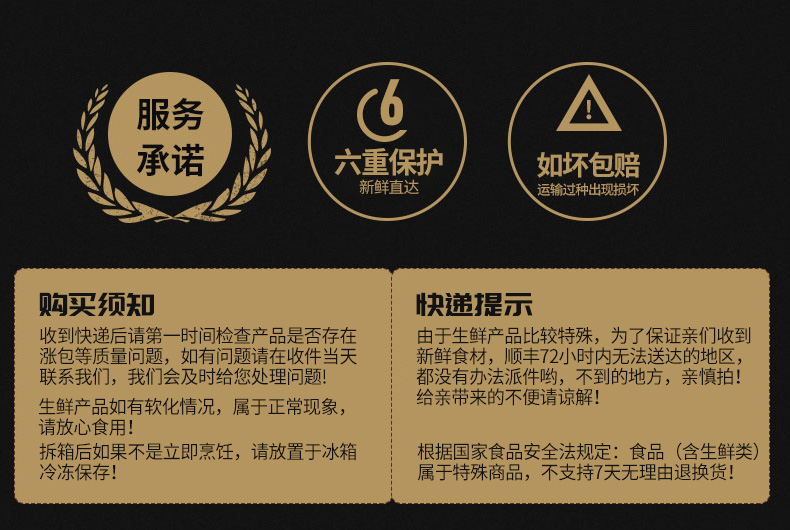 服务
承诺
6
六重保护
新鲜直达
!
如坏包赔
运输过种出现损坏
购买须知
收到快递后请第一时间检查产品是否存在
涨包等质量问题，如有问题请在收件当天
联系我们，我们会及时给您处理问题!
生鲜产品如有软化情况，属于正常现象，
请放心食用！
拆箱后如果不是立即烹饪，请放置于冰箱
冷冻保存！
快递提示
由于生鲜产品比较特殊，为了保证亲们收到
新鲜食材，顺丰72小时内无法送达的地区，
都没有办法派件哟，不到的地方，亲慎拍！
给亲带来的不便请谅解！
根据国家食品安全法规定：食品（含生鲜类）
属于特殊商品，不支持7天无理由退换货！